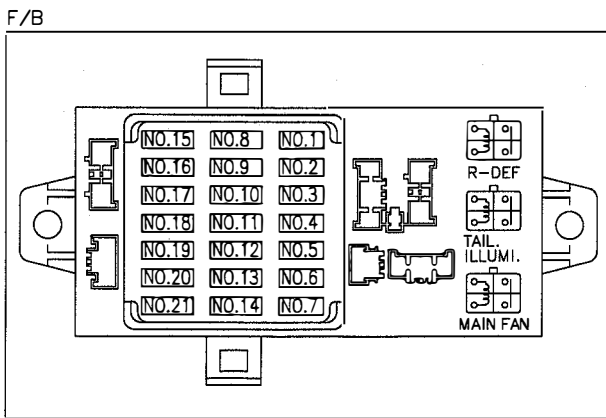 F/B
NO.15 NO.8 NO.1
NO.16 NO.9 NO.2
NO.17 NO.10 NO.3
NO.18 NO.11 NO.4
NO.19 NO.12 NO.5
NO.20 NO.13 NO.6
NO.21 NO.14 NO.7
R-DEF
TAIL.
ILLUMI.
MAIN FAN